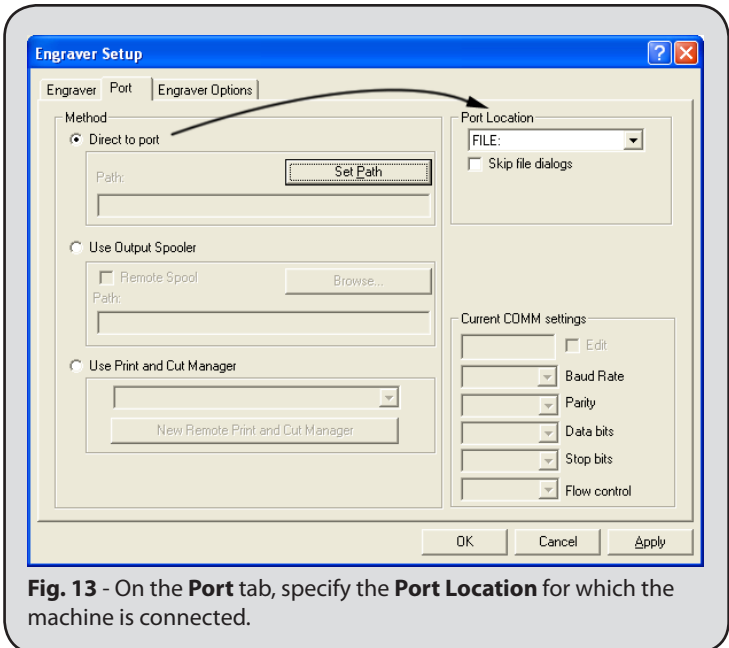 Engraver Setup
Engraver Port Engraver Options
Method
Direct to port
Path:
Set Path
Use Output Spooler
Remote Spool
Browse...
Path:
Use Print and Cut Manager
New Remote Print and Cut Manager
Port Location
FILE:
Skip file dialogs
Current COMM settings
Edit
Baud Rate
Parity
Data bits
Stop bits
Flow control
OK Cancel Apply
Fig. 13 - On the Port tab, specify the Port Location for which the
machine is connected.